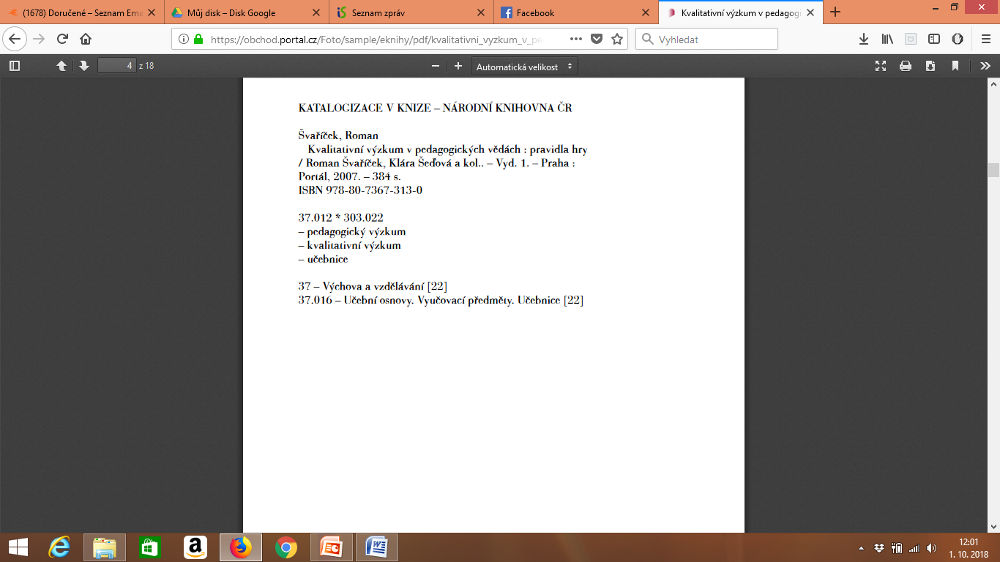 (1678) Doručené – Seznam Ema
Můj disk – Disk Google
Seznam zpráv
Facebook
Kvalitativní výzkum v pedagogi
https://obchod.portal.cz/Foto/sample/eknihy/pdf/kvalitativni_vyzkum_v_pe
Vyhledat
4 z 18
Automatická velikost
KATALOGIZACE V KNIZE – NÁRODNÍ KNIHOVNA ČR
Švaříček, Roman
Kvalitativní výzkum v pedagogických vědách : pravidla hry
/ Roman Švaříček, Klára Šeďová a kol.. – Vyd. 1. – Praha :
Portál, 2007. – 384 s.
ISBN 978-80-7367-313-0
37.012 * 303.022
– pedagogický výzkum
– kvalitativní výzkum
– učebnice
37 – Výchova a vzdělávání [22]
37.016 – Učební osnovy. Vyučovací předměty. Učebnice [22]
12:01
1. 10. 2018